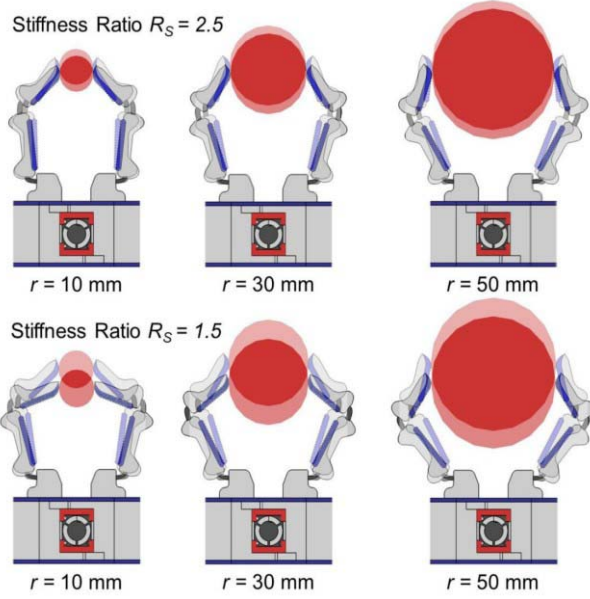 Stiffness Ratio R_S = 2.5
r = 10 mm r = 30 mm r = 50 mm
Stiffness Ratio R_S = 1.5
r = 10 mm r = 30 mm r = 50 mm